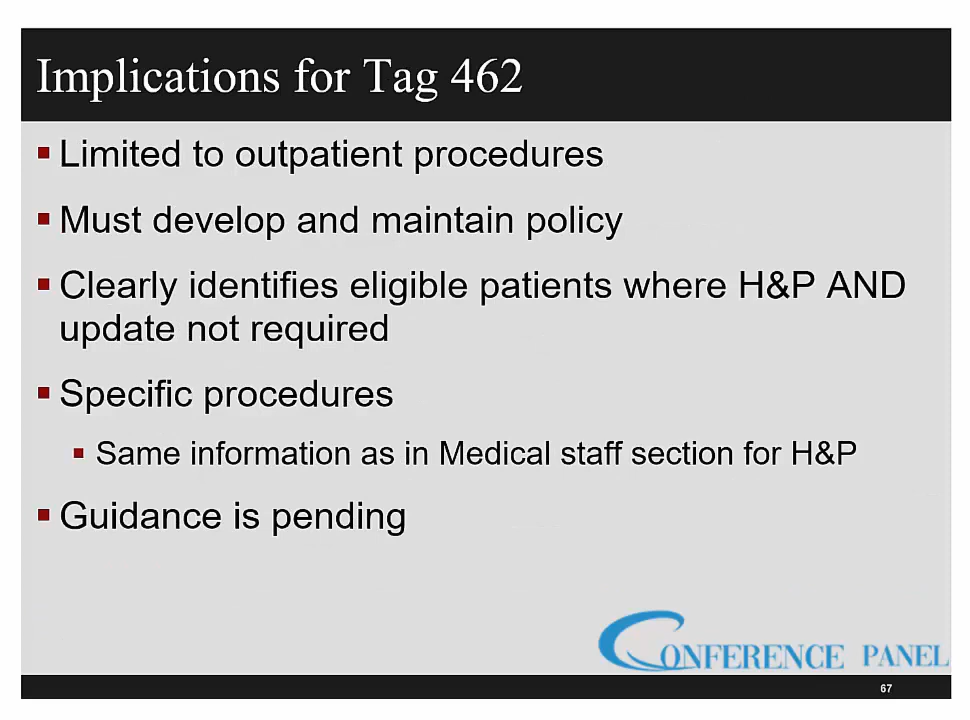 Implications for Tag 462
▪ Limited to outpatient procedures
▪ Must develop and maintain policy
▪ Clearly identifies eligible patients where H&P AND
update not required
▪ Specific procedures
▪ Same information as in Medical staff section for H&P
▪ Guidance is pending
CONFERENCE PANEL
67